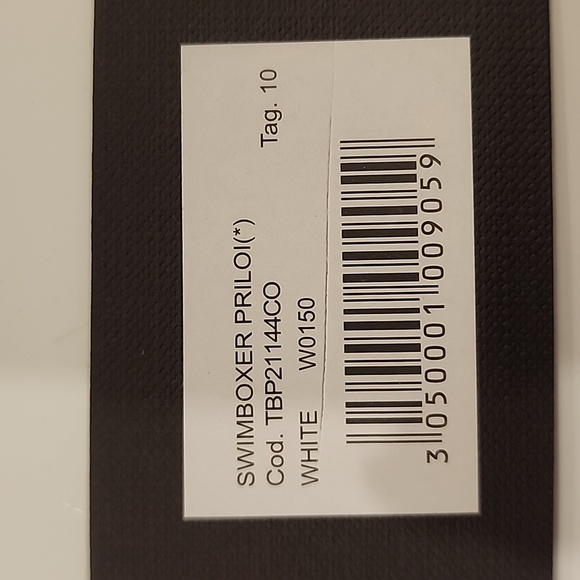 SWIMBOXER PRILOI(*)
Cod. TBP21144CO Tag. 10
WHITE W0150
3 050001 009059